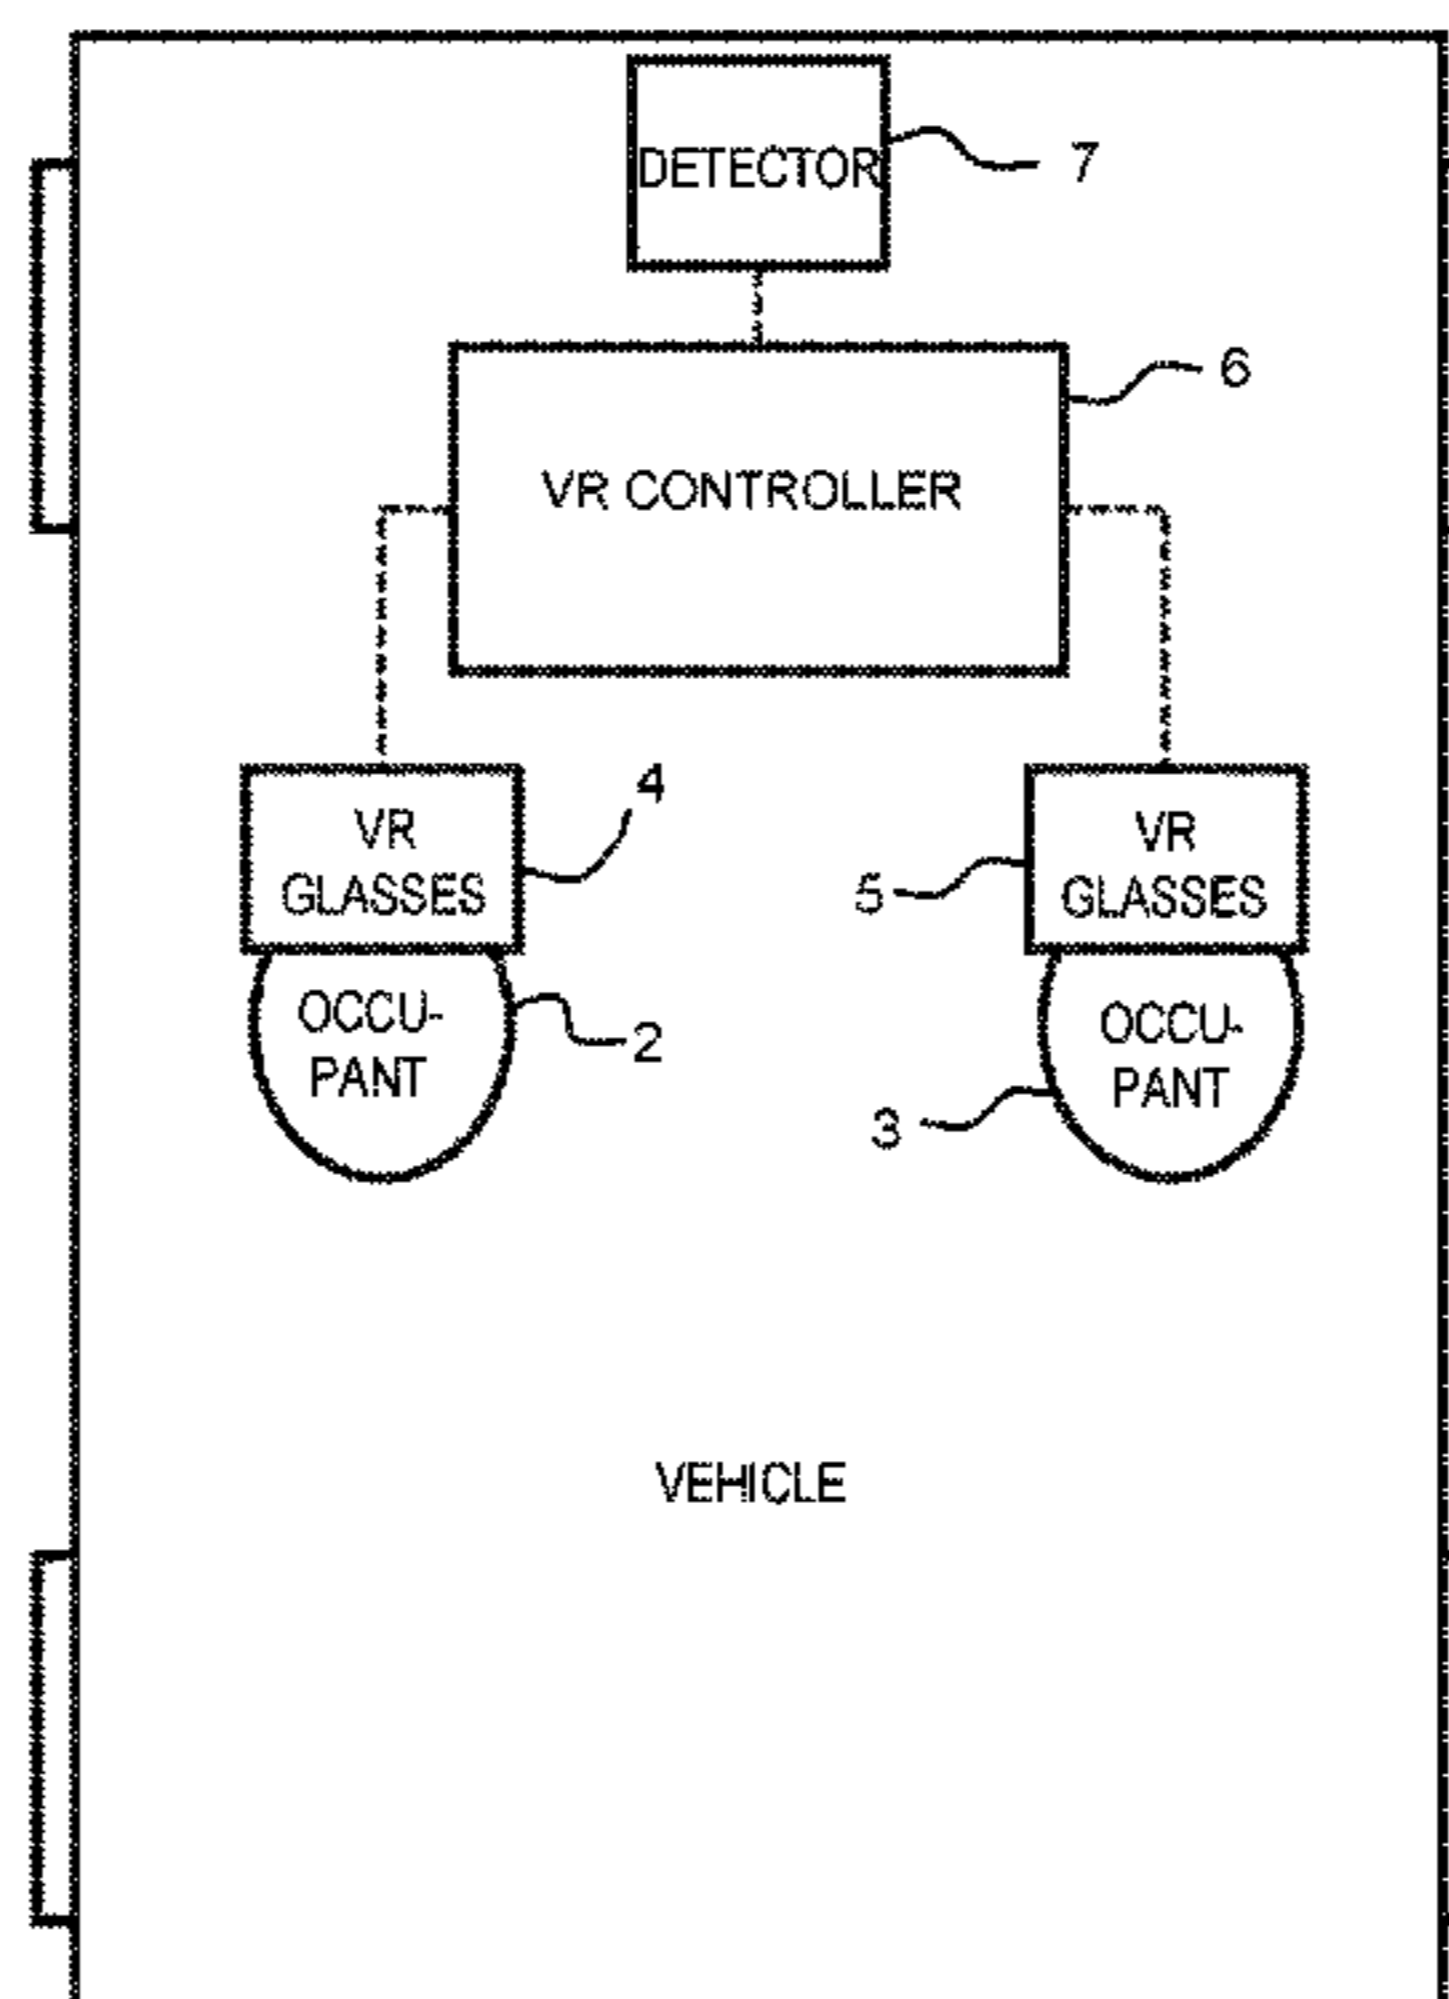 DETECTOR
7
6
VR CONTROLLER
4
VR
GLASSES
5
VR
GLASSES
OCCU-
PANT
2
3
OCCU-
PANT
VEHICLE